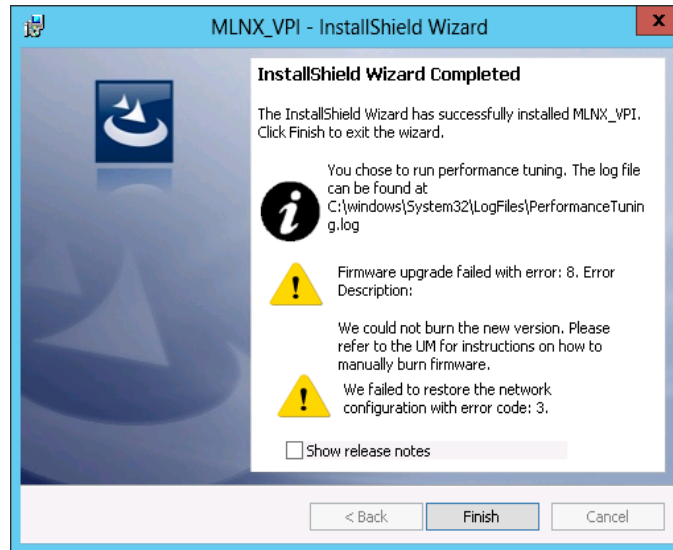 MLNX_VPI - InstallShield Wizard
x
InstallShield Wizard Completed
The InstallShield Wizard has successfully installed MLNX_VPI.
Click Finish to exit the wizard.
You chose to run performance tuning. The log file
can be found at
C:\windows\System32\LogFiles\PerformanceTunin
g.log
Firmware upgrade failed with error: 8. Error
Description:
We could not burn the new version. Please
refer to the UM for instructions on how to
manually burn firmware.
We failed to restore the network
configuration with error code: 3.
Show release notes
< Back Finish Cancel